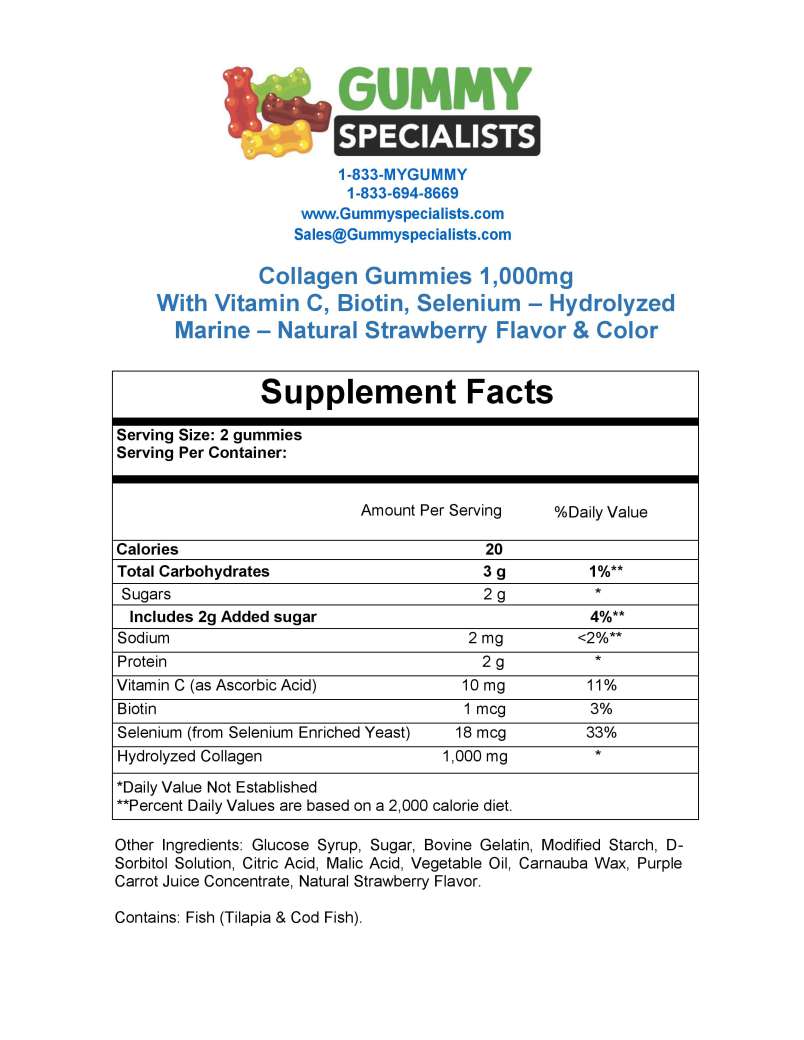 GUMMY
SPECIALISTS
1-833-MYGUMMY
1-833-694-8669
www.Gummyspecialists.com
Sales@Gummyspecialists.com
Collagen Gummies 1,000mg
With Vitamin C, Biotin, Selenium – Hydrolyzed
Marine – Natural Strawberry Flavor & Color
Supplement Facts
Serving Size: 2 gummies
Serving Per Container:
Amount Per Serving %Daily Value
Calories 20
Total Carbohydrates 3 g 1%**
Sugars 2 g *
Includes 2g Added sugar 4%**
Sodium 2 mg <2%**
Protein 2 g *
Vitamin C (as Ascorbic Acid) 10 mg 11%
Biotin 1 mcg 3%
Selenium (from Selenium Enriched Yeast) 18 mcg 33%
Hydrolyzed Collagen 1,000 mg *
*Daily Value Not Established
**Percent Daily Values are based on a 2,000 calorie diet.
Other Ingredients: Glucose Syrup, Sugar, Bovine Gelatin, Modified Starch, D-
Sorbitol Solution, Citric Acid, Malic Acid, Vegetable Oil, Carnauba Wax, Purple
Carrot Juice Concentrate, Natural Strawberry Flavor.
Contains: Fish (Tilapia & Cod Fish).